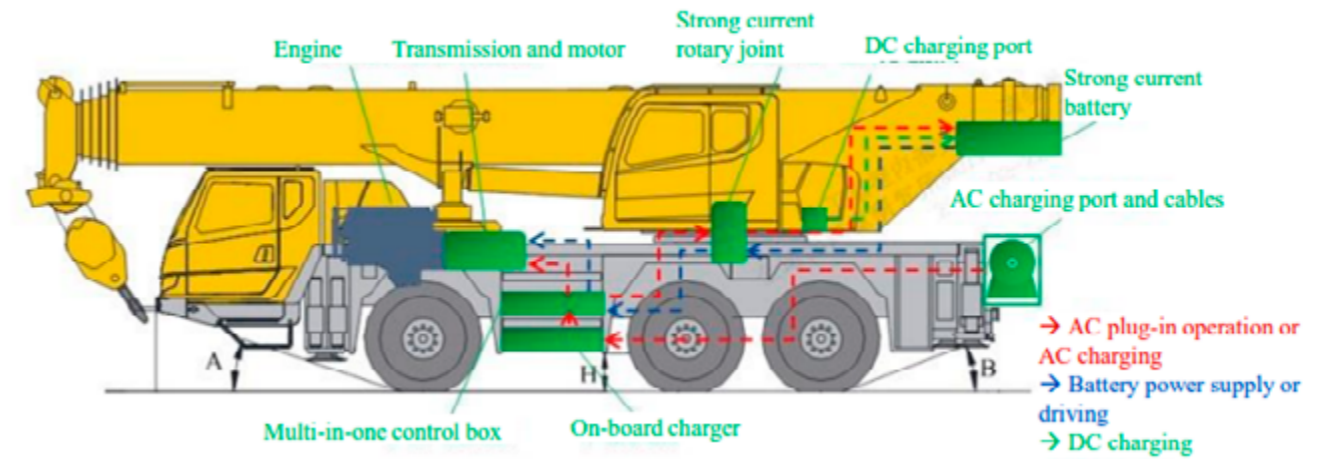 Strong current
rotary joint
Engine
Transmission and motor
DC charging port
Strong current
battery
AC charging port and cables
A
H
B
→ AC plug-in operation or
AC charging
→ Battery power supply or
driving
→ DC charging
Multi-in-one control box
On-board charger